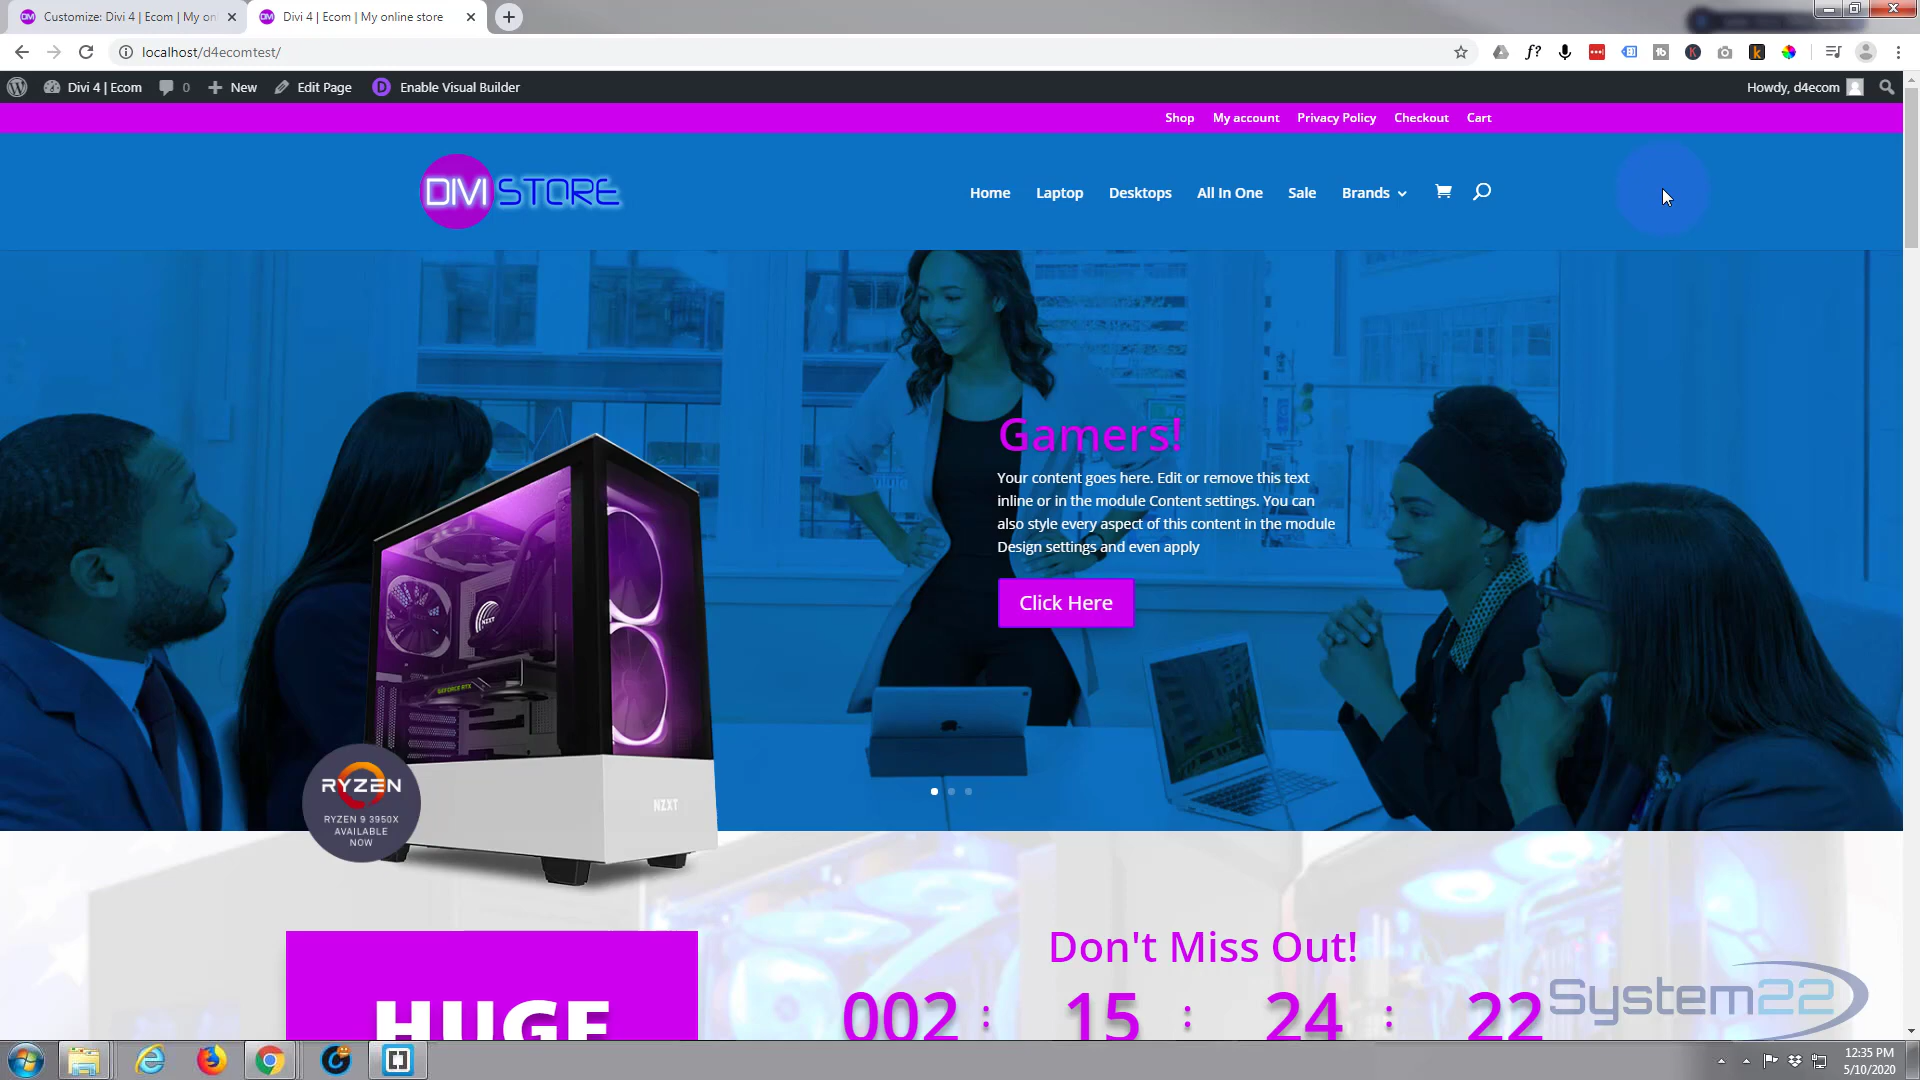 Customize: Divi 4 | Ecom | My onl
Divi 4 | Ecom | My online store
localhost/d4ecomtest/
Divi 4 | Ecom
0
New
Edit Page
D
Enable Visual Builder
Howdy, d4ecom
Shop
My account
Privacy Policy
Checkout
Cart
DIVI STORE
Home
Laptop
Desktops
All In One
Sale
Brands
Gamers!
Your content goes here. Edit or remove this text
inline or in the module Content settings. You can
also style every aspect of this content in the module
Design settings and even apply
Click Here
NZXT
GEFORCE RTX
NZXT
RYZEN
RYZEN 9 3950X
AVAILABLE
NOW
HUGE
Don't Miss Out!
002 : 15 : 24 : 22
System22
12:35 PM
5/10/2020